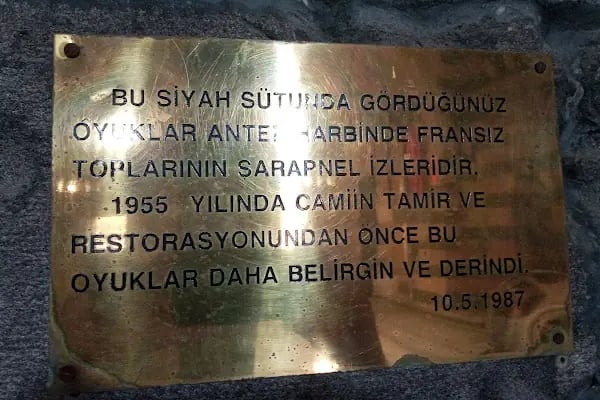 BU SİYAH SÜTUNDA GÖRDÜĞÜNÜZ
OYUKLAR ANTEP HARBİNDE FRANSIZ
TOPLARININ SARAPNEL İZLERİDİR.
1955 YILINDA CAMİİN TAMİR VE
RESTORASYONUNDAN ÖNCE BU
OYUKLAR DAHA BELİRGİN VE DERİNDİ.
10.5.1987